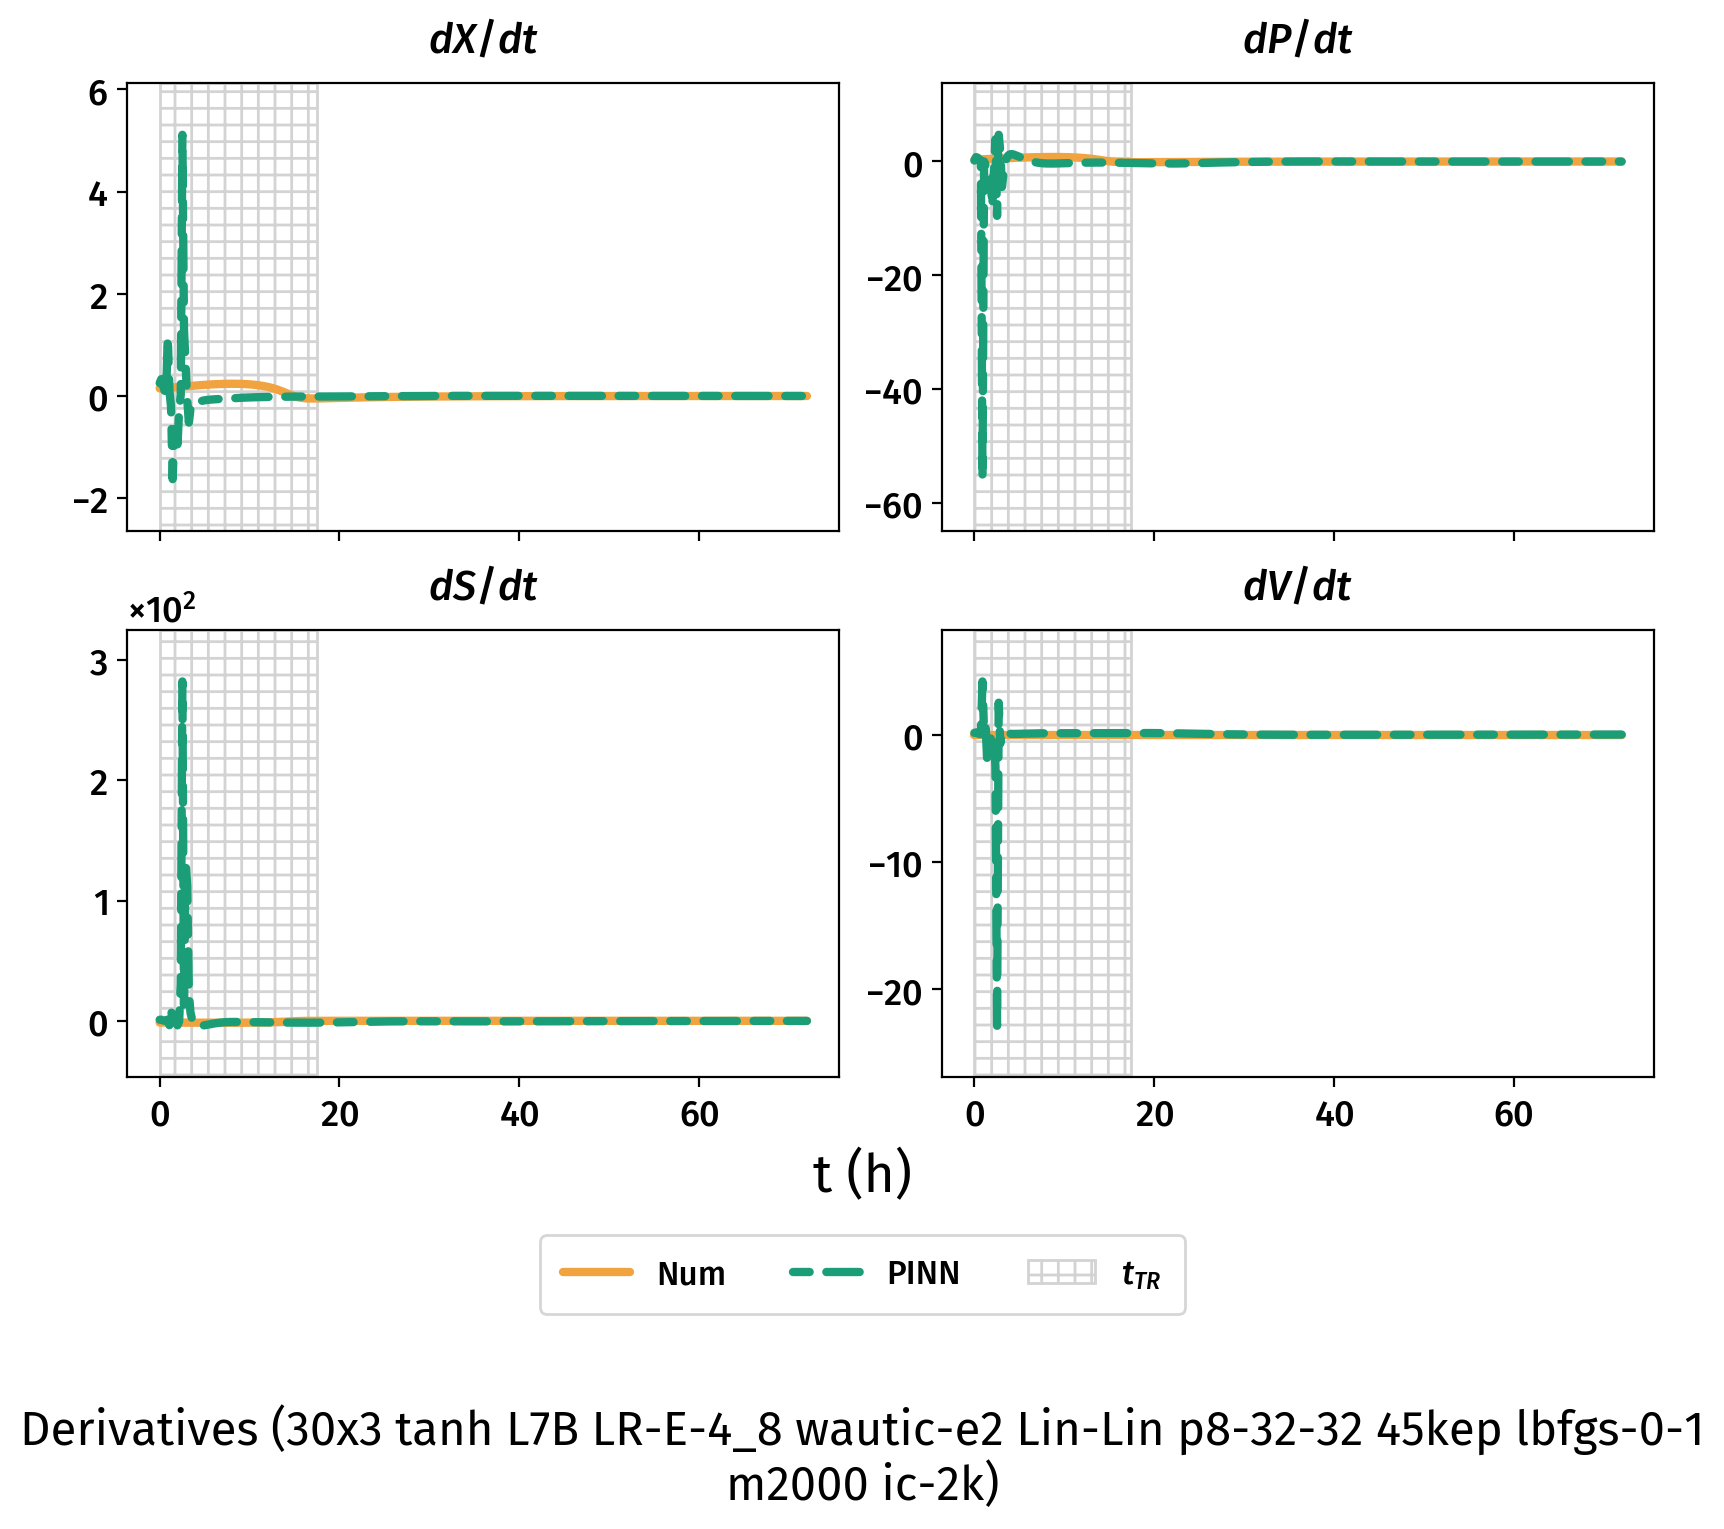 dX/dt
dP/dt
6
4
2
0
−2
0
−20
−40
−60
dS/dt
dV/dt
×10²
3
2
1
0
0
−10
−20
0 20 40 60
0 20 40 60
t (h)
Num PINN t_TR
Derivatives (30x3 tanh L7B LR-E-4_8 wautic-e2 Lin-Lin p8-32-32 45kep lbfgs-0-1
m2000 ic-2k)